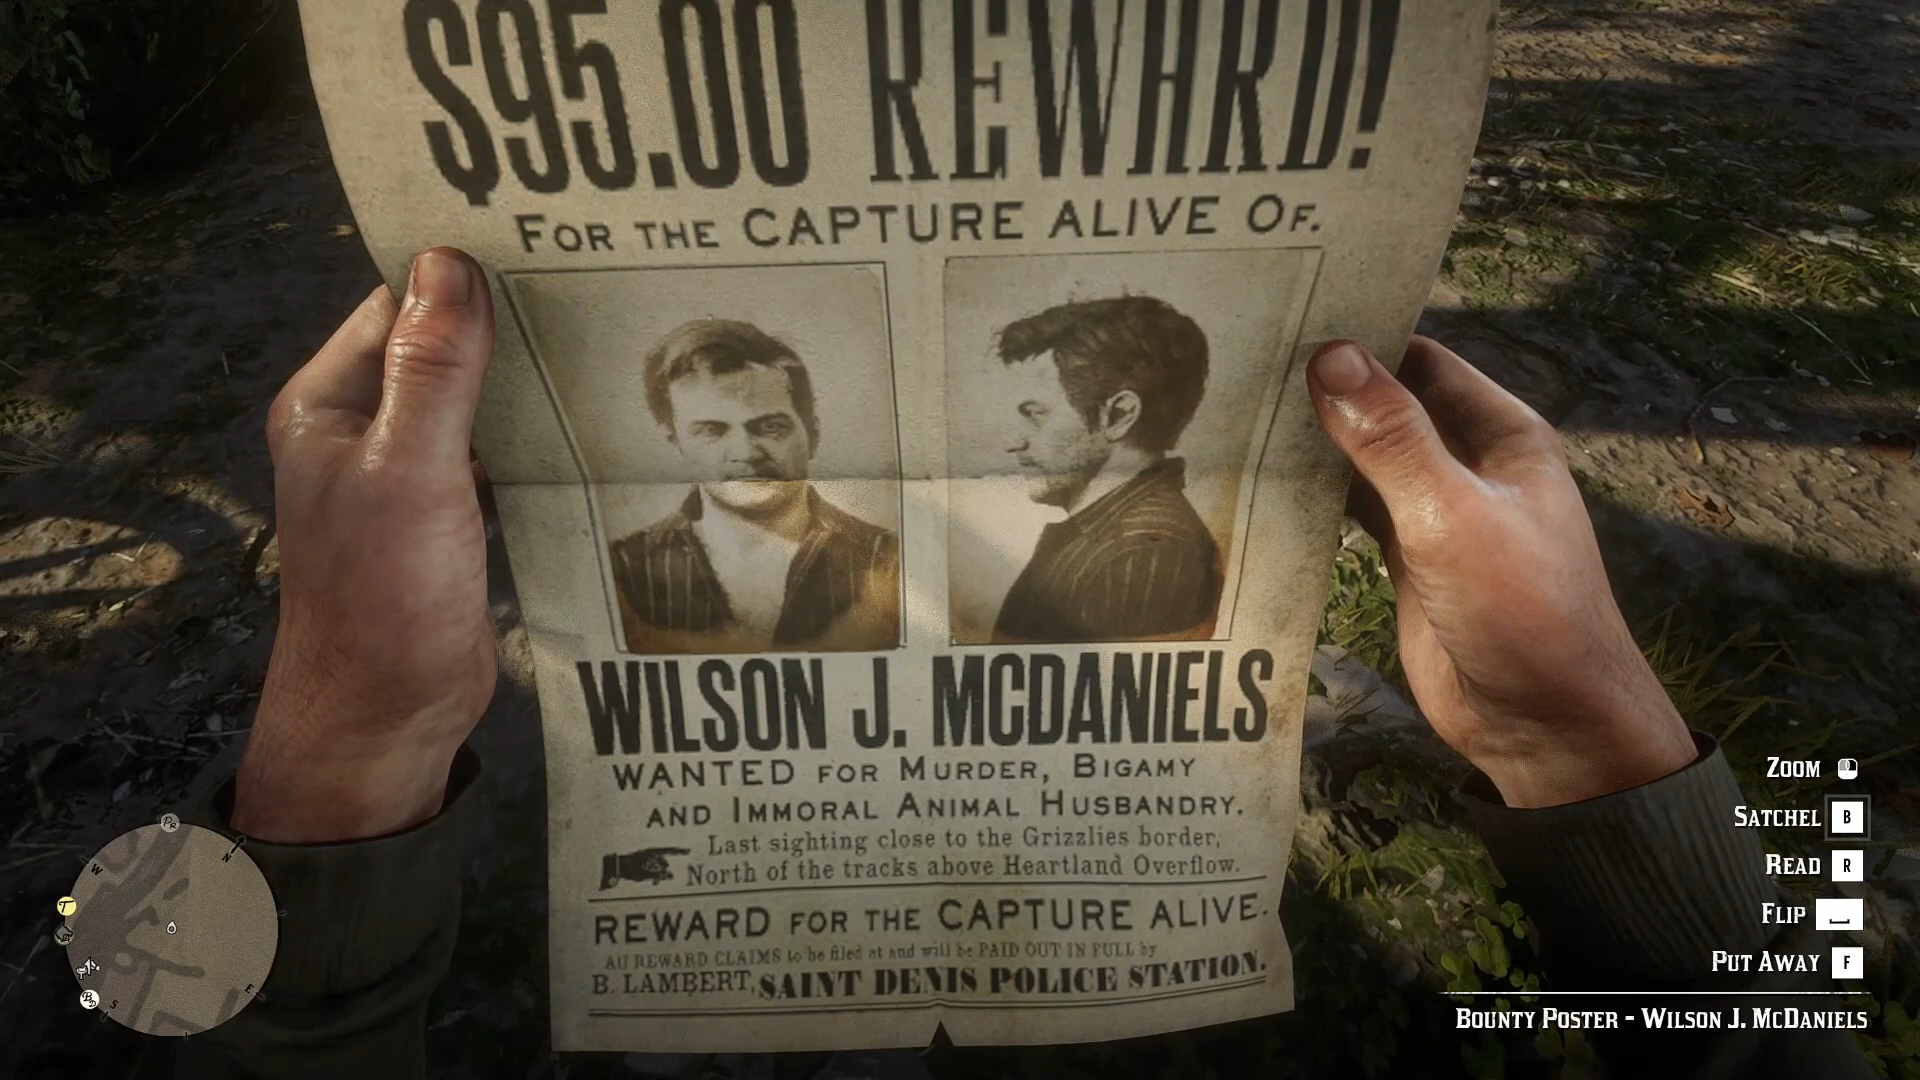 $95.00 REWARD!
FOR THE CAPTURE ALIVE OF.
WILSON J. MCDANIELS
WANTED FOR MURDER, BIGAMY
AND IMMORAL ANIMAL HUSBANDRY.
Last sighting close to the Grizzlies border,
North of the tracks above Heartland Overflow.
REWARD FOR THE CAPTURE ALIVE.
All REWARD CLAIMS to be filed at and will be PAID OUT IN FULL by
B. LAMBERT, SAINT DENIS POLICE STATION.
PR
N
W
T
E
S
ZOOM
SATCHEL B
READ R
FLIP
PUT AWAY F
BOUNTY POSTER - WILSON J. MCDANIELS